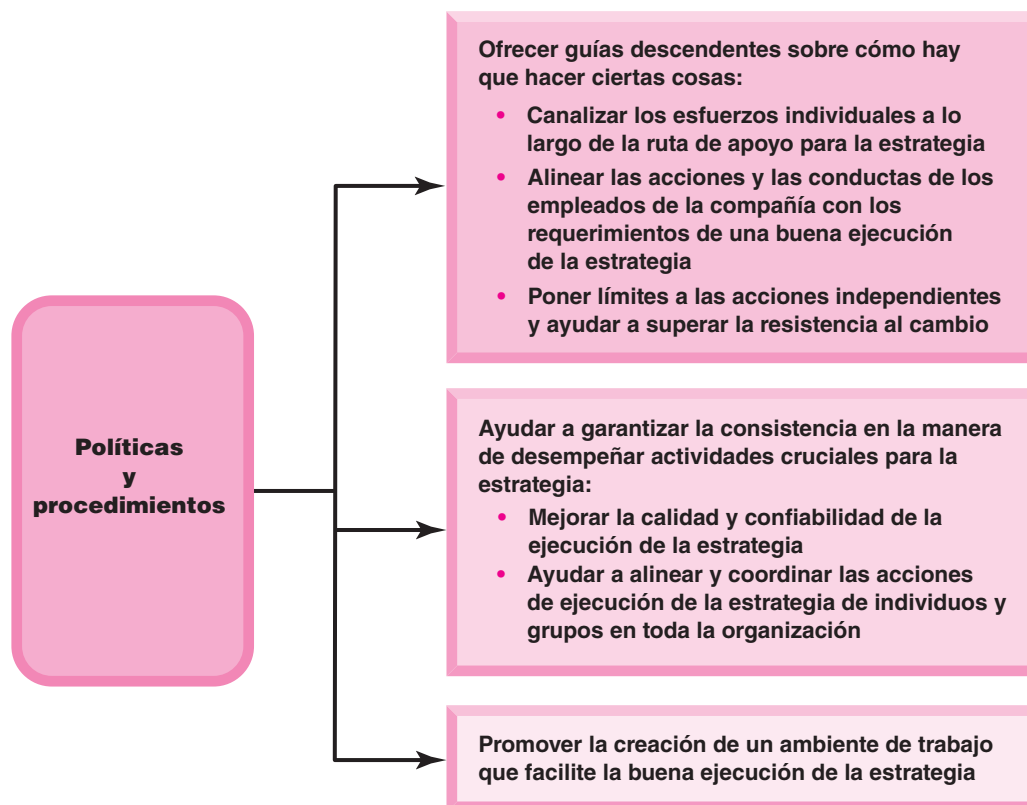 Políticas
y
procedimientos
Ofrecer guías descendentes sobre cómo hay
que hacer ciertas cosas:
• Canalizar los esfuerzos individuales a lo
largo de la ruta de apoyo para la estrategia
• Alinear las acciones y las conductas de los
empleados de la compañía con los
requerimientos de una buena ejecución
de la estrategia
• Poner límites a las acciones independientes
y ayudar a superar la resistencia al cambio
Ayudar a garantizar la consistencia en la manera
de desempeñar actividades cruciales para la
estrategia:
• Mejorar la calidad y confiabilidad de la
ejecución de la estrategia
• Ayudar a alinear y coordinar las acciones
de ejecución de la estrategia de individuos y
grupos en toda la organización
Promover la creación de un ambiente de trabajo
que facilite la buena ejecución de la estrategia